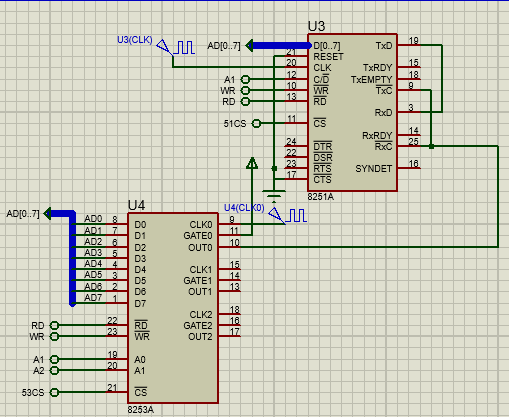 U3
U3(CLK)
AD[0..7]
D[0..7]
TxD
19
21
RESET
20
CLK
TxRDY
15
A1
12
C/D
TxEMPTY
18
WR
10
WR
TxC
9
RD
13
RD
RxD
3
51CS
11
CS
RxRDY
14
24
DTR
RxC
25
22
DSR
23
RTS
SYNDET
16
17
CTS
8251A
U4
U4(CLK0)
AD[0..7]
AD0
8
D0
CLK0
9
AD1
7
D1
GATE0
11
AD2
6
D2
OUT0
10
AD3
5
D3
AD4
4
D4
CLK1
15
AD5
3
D5
GATE1
14
AD6
2
D6
OUT1
13
AD7
1
D7
CLK2
18
RD
22
RD
GATE2
16
WR
23
WR
OUT2
17
A1
19
A0
A2
20
A1
53CS
21
CS
8253A